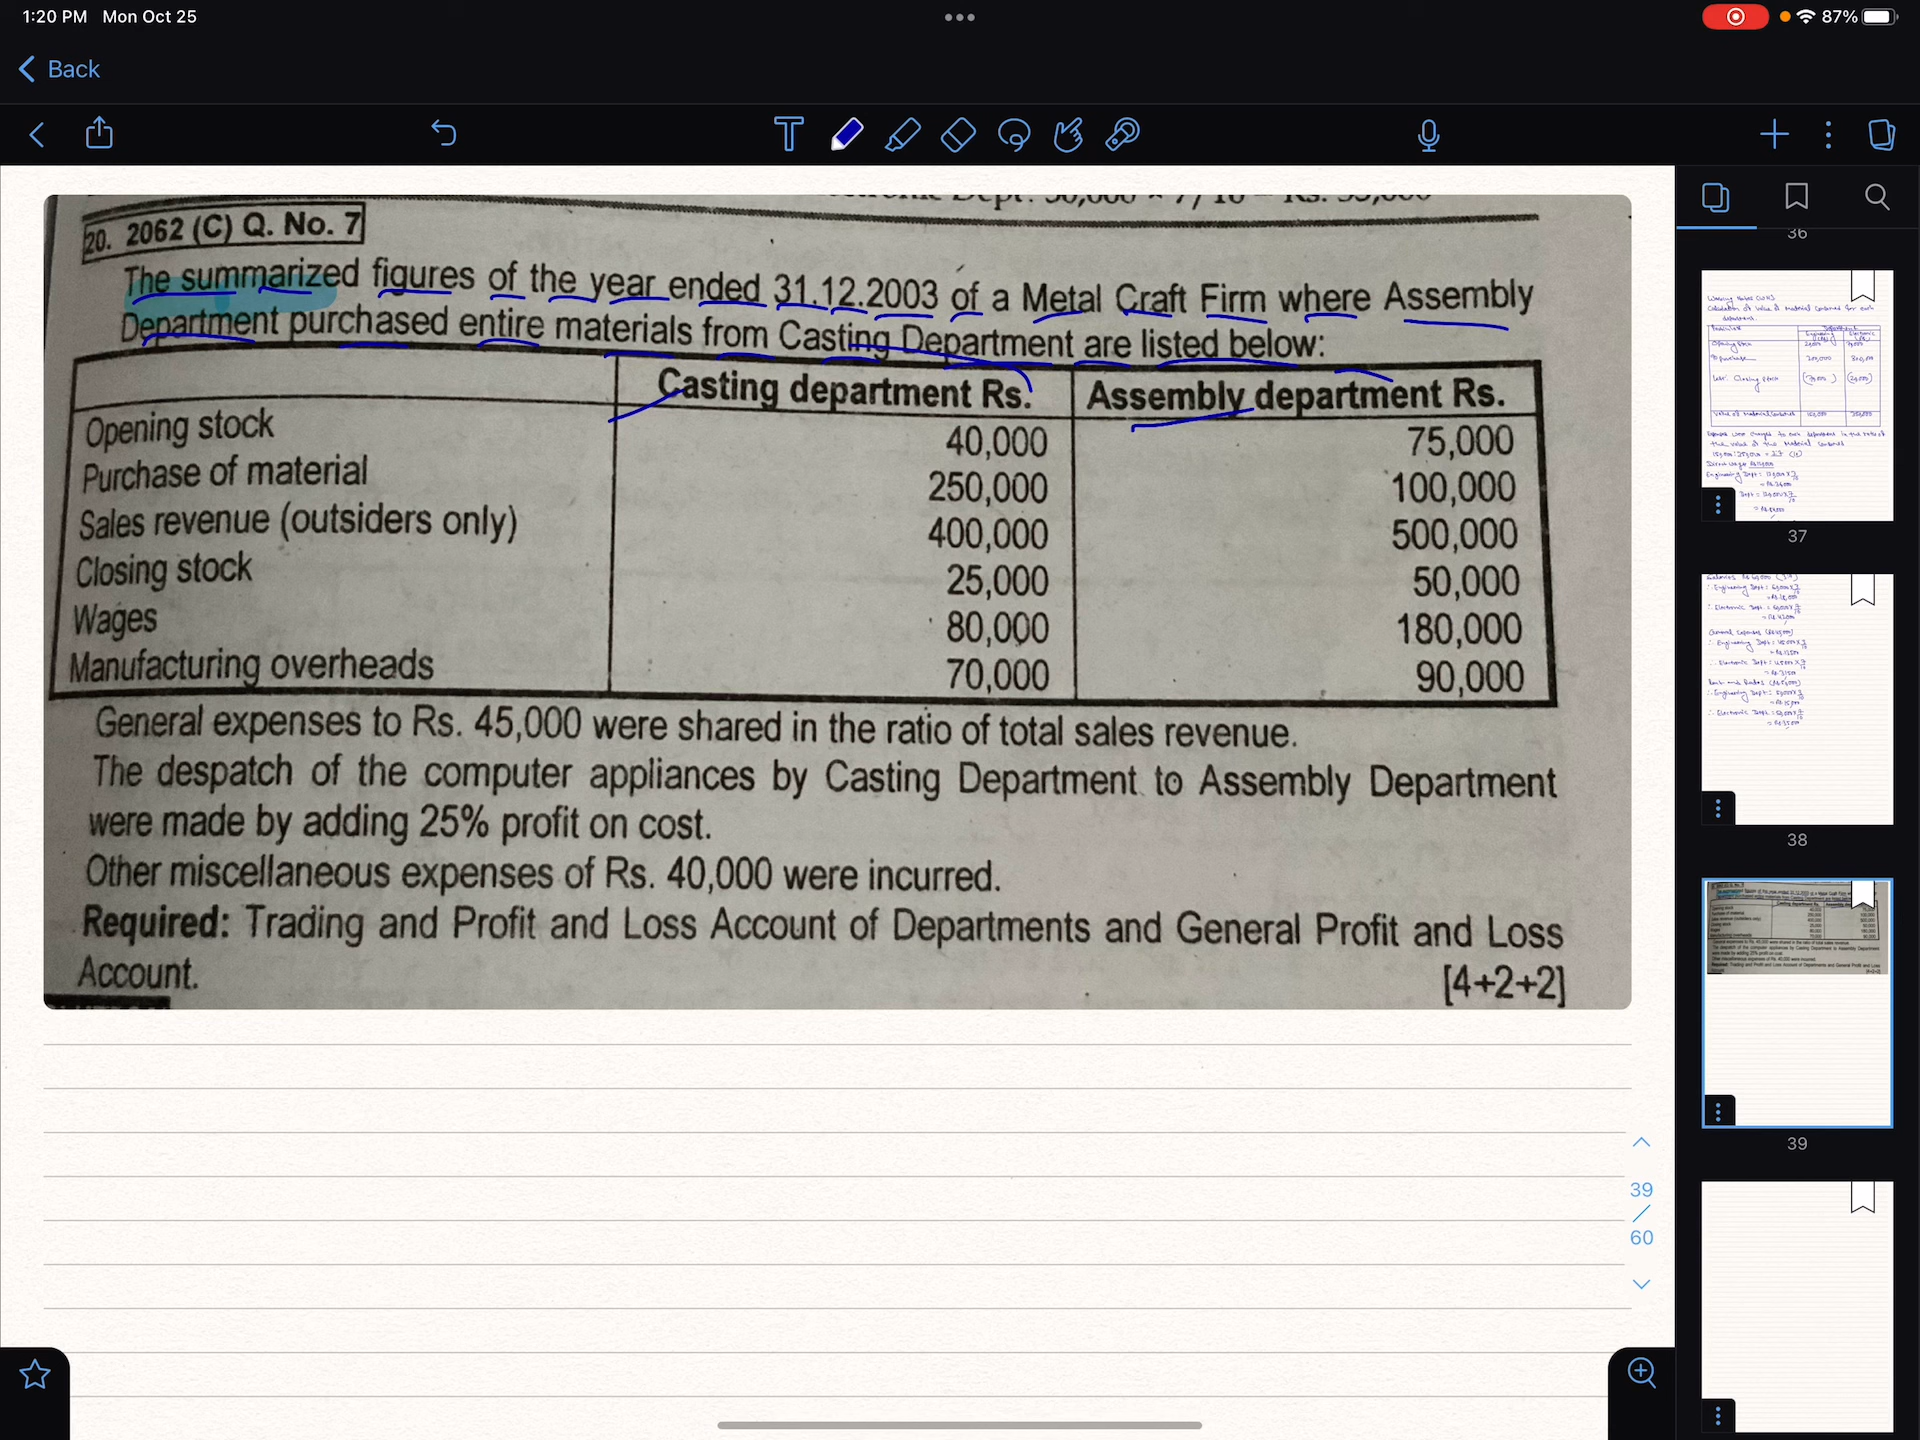 1:20 PM Mon Oct 25
87%
Back
20. 2062 (C) Q. No. 7
The summarized figures of the year ended 31.12.2003 of a Metal Craft Firm where Assembly
Department purchased entire materials from Casting Department are listed below:
Casting department Rs. Assembly department Rs.
Opening stock 40,000 75,000
Purchase of material 250,000 100,000
Sales revenue (outsiders only) 400,000 500,000
Closing stock 25,000 50,000
Wages 80,000 180,000
Manufacturing overheads 70,000 90,000
General expenses to Rs. 45,000 were shared in the ratio of total sales revenue.
The despatch of the computer appliances by Casting Department to Assembly Department
were made by adding 25% profit on cost.
Other miscellaneous expenses of Rs. 40,000 were incurred.
Required: Trading and Profit and Loss Account of Departments and General Profit and Loss
Account.
[4+2+2]
39
/
60
36
37
38
39